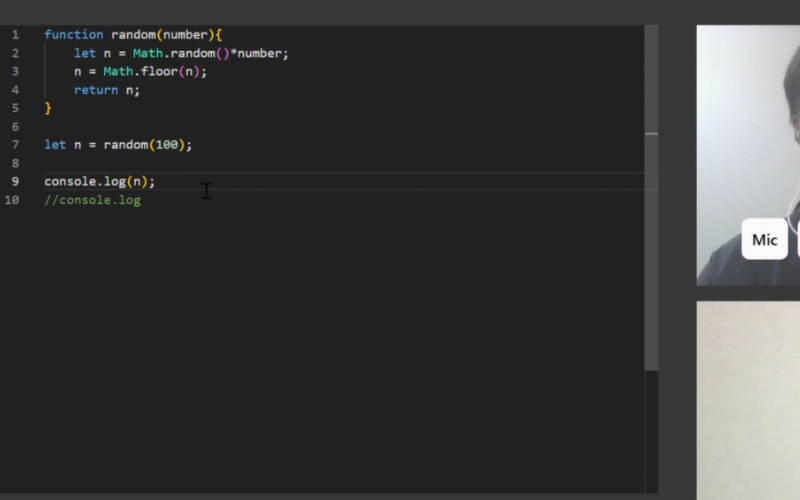 1 function random(number){
2 let n = Math.random()*number;
3 n = Math.floor(n);
4 return n;
5 }
6
7 let n = random(100);
8
9 console.log(n);
10 //console.log
Mic